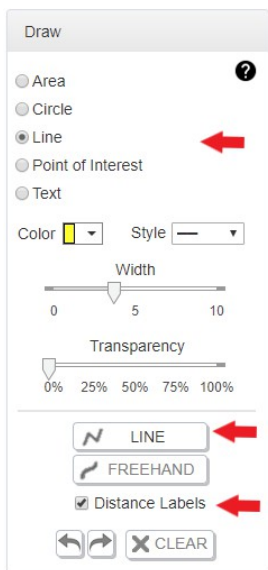 Draw
?
Area
Circle
Line
Point of Interest
Text
Color Style
Width
0 5 10
Transparency
0% 25% 50% 75% 100%
LINE
FREEHAND
Distance Labels
CLEAR